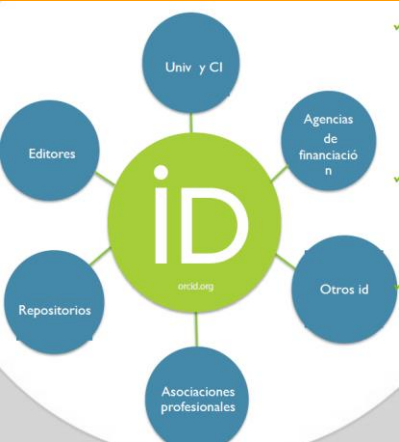 Univ y CI
Agencias
de
financiació
n
Editores
iD
orcid.org
Otros id
Repositorios
Asociaciones
profesionales